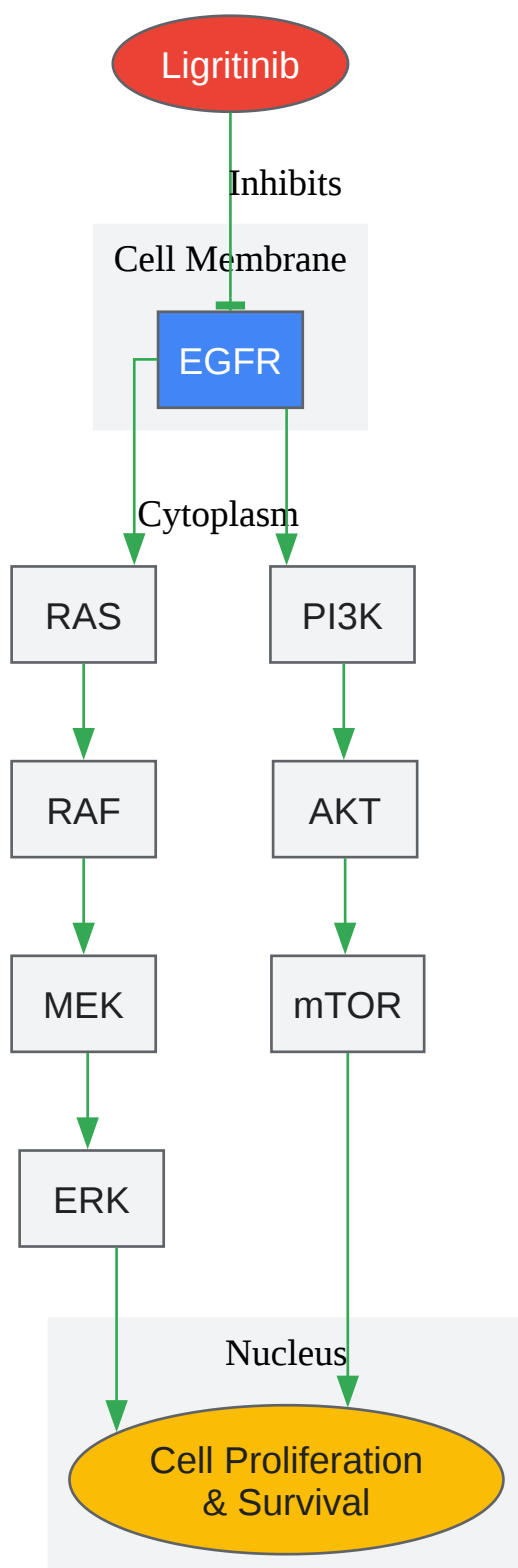 Ligritinib
Inhibits
Cell Membrane
EGFR
Cytoplasm
RAS
PI3K
RAF
AKT
MEK
mTOR
ERK
Nucleus
Cell Proliferation
& Survival